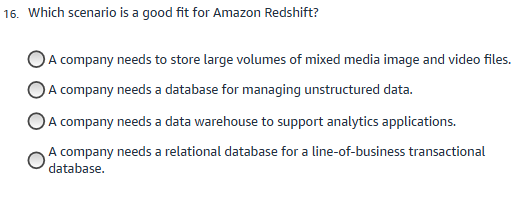 16. Which scenario is a good fit for Amazon Redshift?
A company needs to store large volumes of mixed media image and video files.
A company needs a database for managing unstructured data.
A company needs a data warehouse to support analytics applications.
A company needs a relational database for a line-of-business transactional
database.